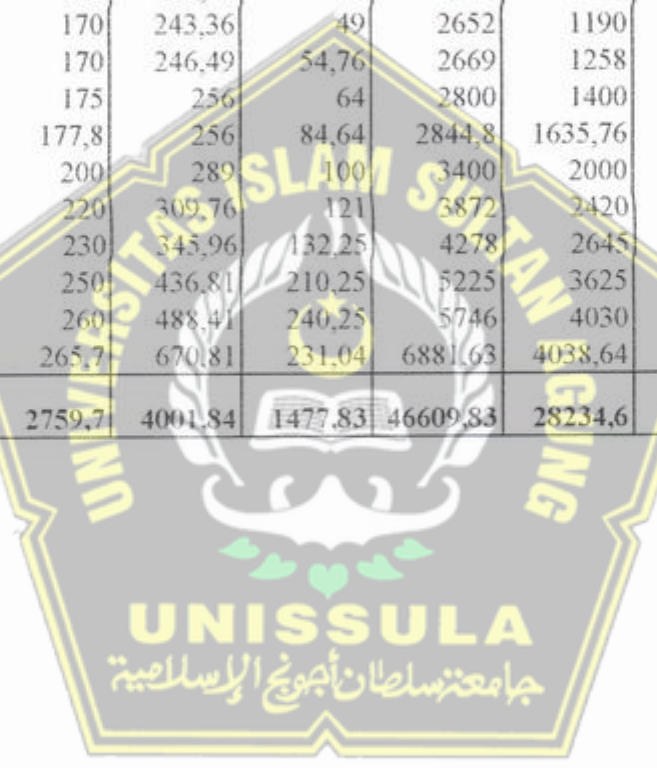 170 243,36 49 2652 1190
170 246,49 54,76 2669 1258
175 256 64 2800 1400
177,8 256 84,64 2844,8 1635,76
200 289 100 3400 2000
220 309,76 121 3872 2420
230 345,96 132,25 4278 2645
250 436,81 210,25 5225 3625
260 488,41 240,25 5746 4030
265,7 670,81 231,04 6881,63 4038,64
2759,7 4001,84 1477,83 46609,83 28234,6
UNIVERSITAS ISLAM SULTAN AGUNG
UNISSULA
جامعة سلطان أجونج الإسلامية